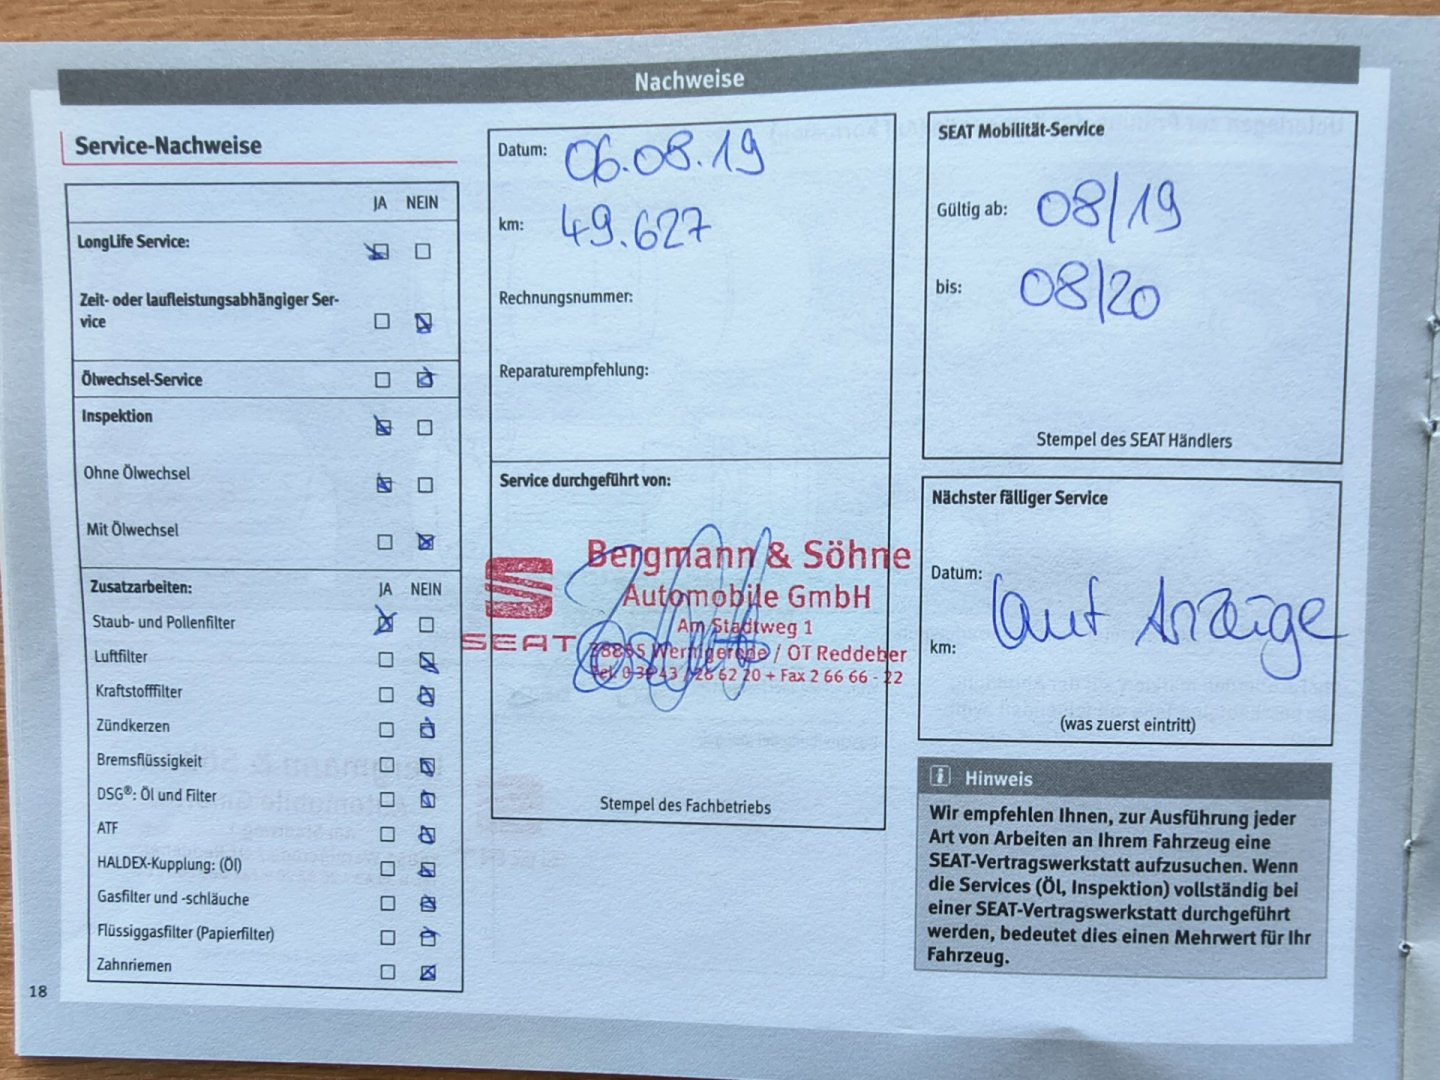 Nachweise
Service-Nachweise
JA NEIN
LongLife Service:
Zeit- oder laufleistungsabhängiger Ser-
vice
Ölwechsel-Service
Inspektion
Ohne Ölwechsel
Mit Ölwechsel
Zusatzarbeiten: JA NEIN
Staub- und Pollenfilter
Luftfilter
Kraftstofffilter
Zündkerzen
Bremsflüssigkeit
DSG®: Öl und Filter
ATF
HALDEX-Kupplung: (Öl)
Gasfilter und -schläuche
Flüssiggasfilter (Papierfilter)
Zahnriemen
18
Datum: 06.08.19
km: 49.627
Rechnungsnummer:
Reparaturempfehlung:
Service durchgeführt von:
SEAT
Bergmann & Söhne
Automobile GmbH
Am Stadtweg 1
38855 Wernigerode / OT Reddeber
Tel. 0 39 43 / 26 62 20 + Fax 2 66 66 - 22
Stempel des Fachbetriebs
SEAT Mobilität-Service
Gültig ab: 08/19
bis: 08/20
Stempel des SEAT Händlers
Nächster fälliger Service
Datum:
laut Anzeige
km:
(was zuerst eintritt)
i Hinweis
Wir empfehlen Ihnen, zur Ausführung jeder
Art von Arbeiten an Ihrem Fahrzeug eine
SEAT-Vertragswerkstatt aufzusuchen. Wenn
die Services (Öl, Inspektion) vollständig bei
einer SEAT-Vertragswerkstatt durchgeführt
werden, bedeutet dies einen Mehrwert für Ihr
Fahrzeug.